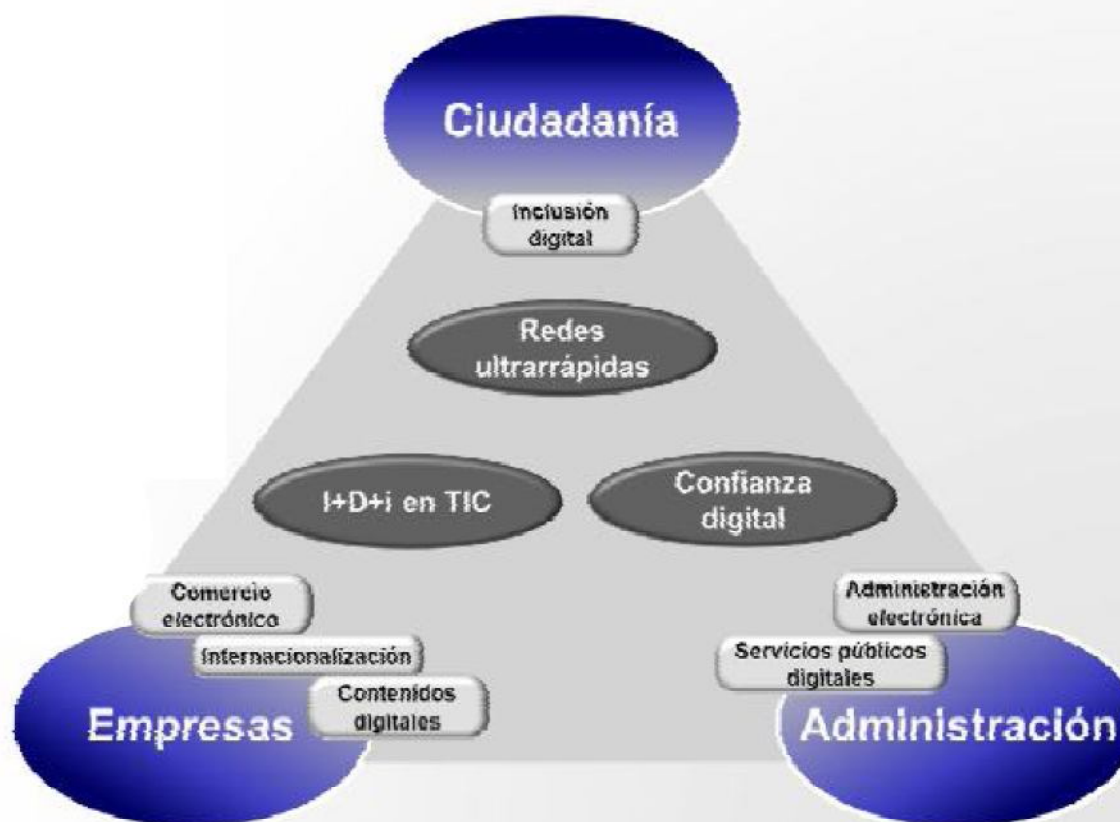 Ciudadanía
Inclusión
digital
Redes
ultrarrápidas
I+D+i en TIC
Confianza
digital
Comercio
electrónico
Internacionalización
Contenidos
digitales
Empresas
Administración
electrónica
Servicios públicos
digitales
Administración